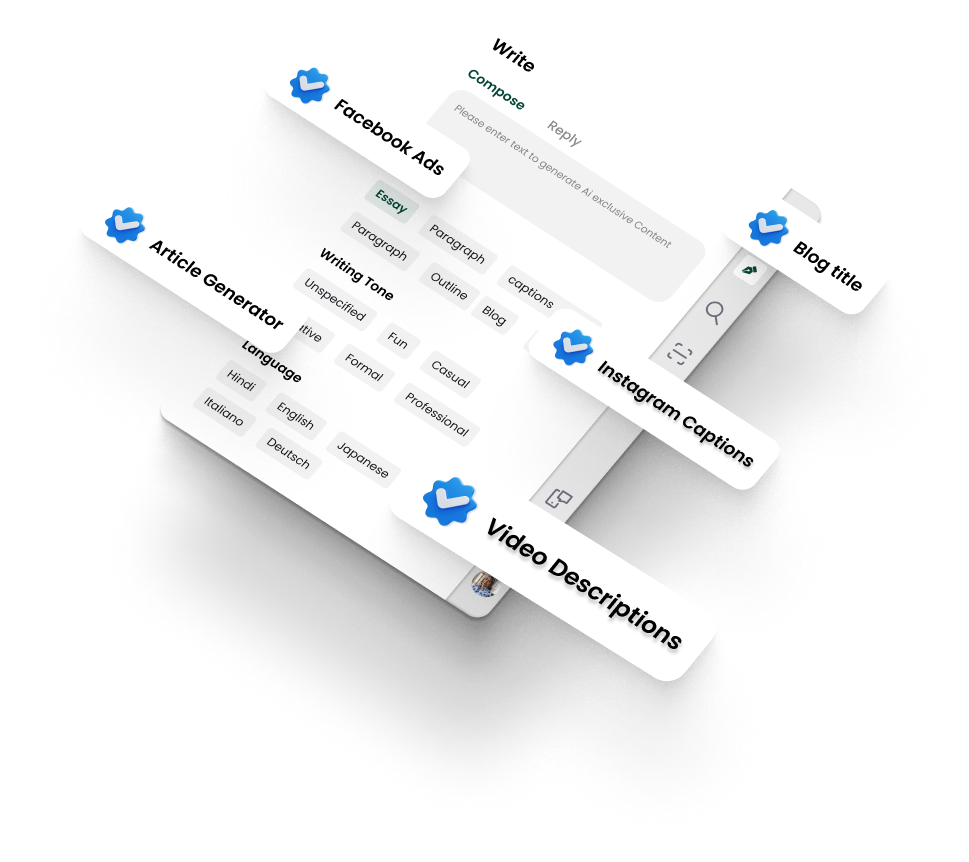 Write
Compose
Reply
Please enter text to generate Ai exclusive Content
Facebook Ads
Essay
Paragraph
Paragraph
Outline
captions
Blog
Blog title
Article Generator
Writing Tone
Unspecified
Fun
Formal
Casual
Professional
Instagram Captions
Language
Hindi
English
Italiano
Deutsch
Japanese
Video Descriptions